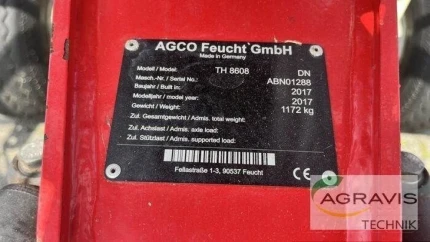 AGCO Feucht GmbH
Made in Germany
Modell / Model: TH 8608 DN
Masch.-Nr. / Serial No.: ABN01288
Baujahr / Built in: 2017
Modelljahr / model year: 2017
Gewicht / Weight: 1172 kg
Zul. Gesamtgewicht / Admis. total weight:
Zul. Achslast / Admis. axle load:
Zul. Stützlast / Admis. supported load:
Fellastraße 1-3, 90537 Feucht CE
AGRAVIS
TECHNIK